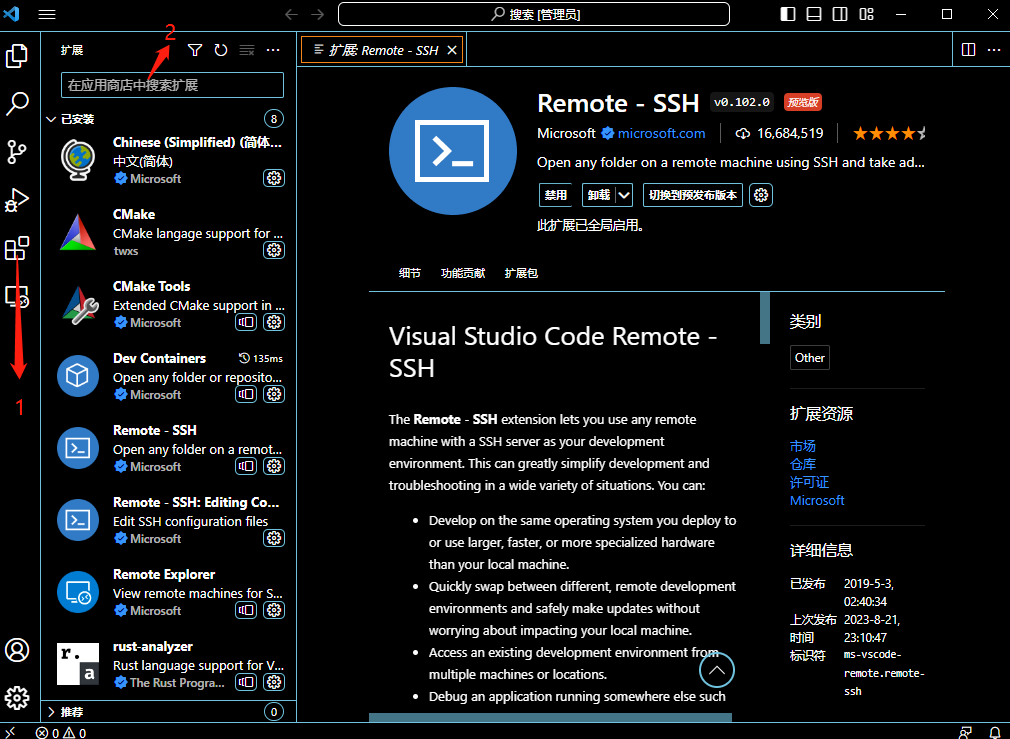 搜索 [管理员]
扩展
2
在应用商店中搜索扩展
已安装
8
Chinese (Simplified) (简体...
中文(简体)
Microsoft
CMake
CMake langage support for ...
twxs
CMake Tools
Extended CMake support in ...
Microsoft
Dev Containers
135ms
Open any folder or reposito...
Microsoft
1
Remote - SSH
Open any folder on a remot...
Microsoft
Remote - SSH: Editing Co...
Edit SSH configuration files
Microsoft
Remote Explorer
View remote machines for S...
Microsoft
r.
a
rust-analyzer
Rust language support for V...
The Rust Progra...
推荐
0
0
0
扩展: Remote - SSH
Remote - SSH
v0.102.0
预览版
Microsoft
microsoft.com
16,684,519
Open any folder on a remote machine using SSH and take ad...
禁用
卸载
切换到预发布版本
此扩展已全局启用。
细节
功能贡献
扩展包
Visual Studio Code Remote -
SSH
The Remote - SSH extension lets you use any remote
machine with a SSH server as your development
environment. This can greatly simplify development and
troubleshooting in a wide variety of situations. You can:
• Develop on the same operating system you deploy to
or use larger, faster, or more specialized hardware
than your local machine.
• Quickly swap between different, remote development
environments and safely make updates without
worrying about impacting your local machine.
• Access an existing development environment from
multiple machines or locations.
• Debug an application running somewhere else such
类别
Other
扩展资源
市场
仓库
许可证
Microsoft
详细信息
已发布 2019-5-3,
02:40:34
上次发布 2023-8-21,
时间 23:10:47
标识符 ms-vscode-
remote.remote-
ssh